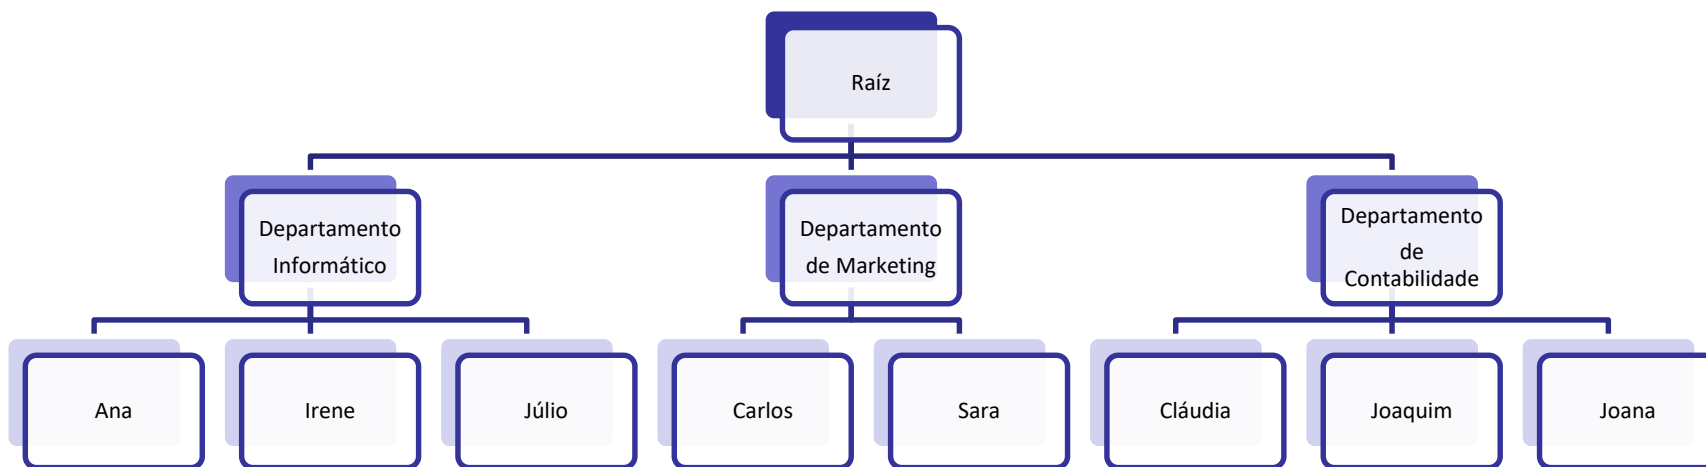 Raíz
Departamento
Informático
Departamento
de Marketing
Departamento
de
Contabilidade
Ana
Irene
Júlio
Carlos
Sara
Cláudia
Joaquim
Joana